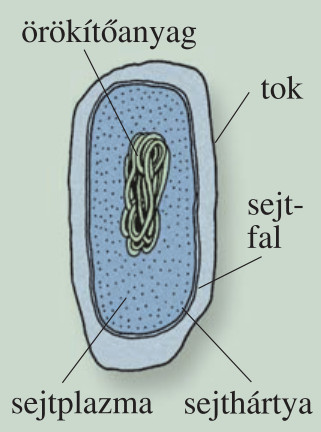 örökítőanyag
tok
sejt-
fal
sejtplazma
sejthártya